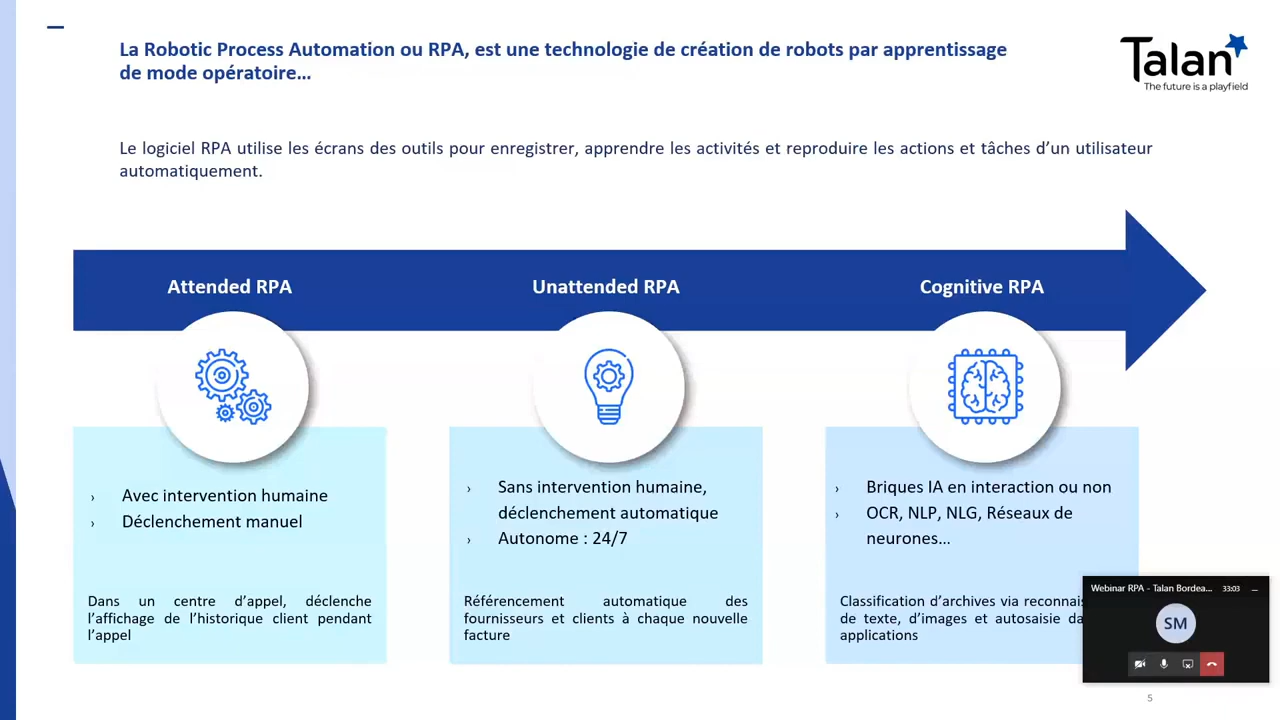 La Robotic Process Automation ou RPA, est une technologie de création de robots par apprentissage
de mode opératoire…
Talan
The future is a playfield
Le logiciel RPA utilise les écrans des outils pour enregistrer, apprendre les activités et reproduire les actions et tâches d’un utilisateur
automatiquement.
Attended RPA
Unattended RPA
Cognitive RPA
› Avec intervention humaine
› Déclenchement manuel
Dans un centre d’appel, déclenche
l’affichage de l’historique client pendant
l’appel
› Sans intervention humaine,
déclenchement automatique
› Autonome : 24/7
Référencement automatique des
fournisseurs et clients à chaque nouvelle
facture
› Briques IA en interaction ou non
› OCR, NLP, NLG, Réseaux de
neurones…
Classification d’archives via
de texte, d’images et autosaisie
applications
Webinar RPA - Talan Bordea... 33:03
SM
5